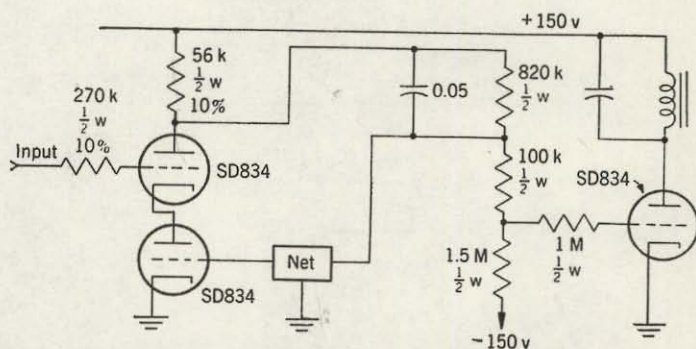 +150 v
56 k
1/2 w
10%
820 k
1/2 w
0.05
270 k
1/2 w
10%
Input
SD834
100 k
1/2 w
SD834
SD834
Net
1.5 M
1/2 w
1 M
1/2 w
−150 v